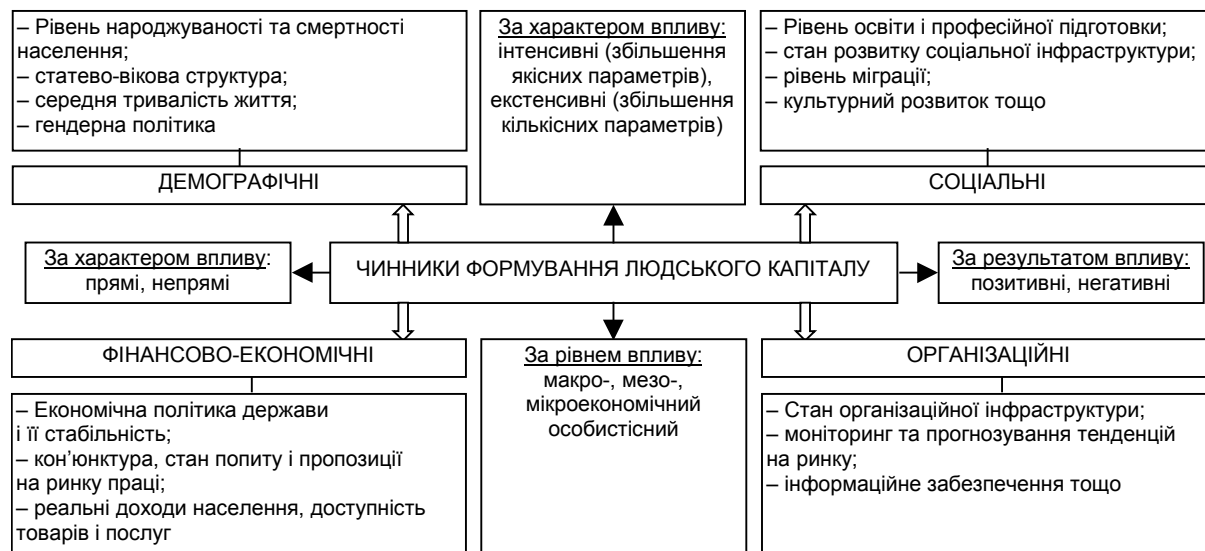 – Рівень народжуваності та смертності
населення;
– статево-вікова структура;
– середня тривалість життя;
– гендерна політика
ДЕМОГРАФІЧНІ
За характером впливу:
інтенсивні (збільшення
якісних параметрів),
екстенсивні (збільшення
кількісних параметрів)
– Рівень освіти і професійної підготовки;
– стан розвитку соціальної інфраструктури;
– рівень міграції;
– культурний розвиток тощо
СОЦІАЛЬНІ
За характером впливу:
прямі, непрямі
ЧИННИКИ ФОРМУВАННЯ ЛЮДСЬКОГО КАПІТАЛУ
За результатом впливу:
позитивні, негативні
ФІНАНСОВО-ЕКОНОМІЧНІ
– Економічна політика держави
і її стабільність;
– кон’юнктура, стан попиту і пропозиції
на ринку праці;
– реальні доходи населення, доступність
товарів і послуг
За рівнем впливу:
макро-, мезо-,
мікроекономічний
особистісний
ОРГАНІЗАЦІЙНІ
– Стан організаційної інфраструктури;
– моніторинг та прогнозування тенденцій
на ринку;
– інформаційне забезпечення тощо